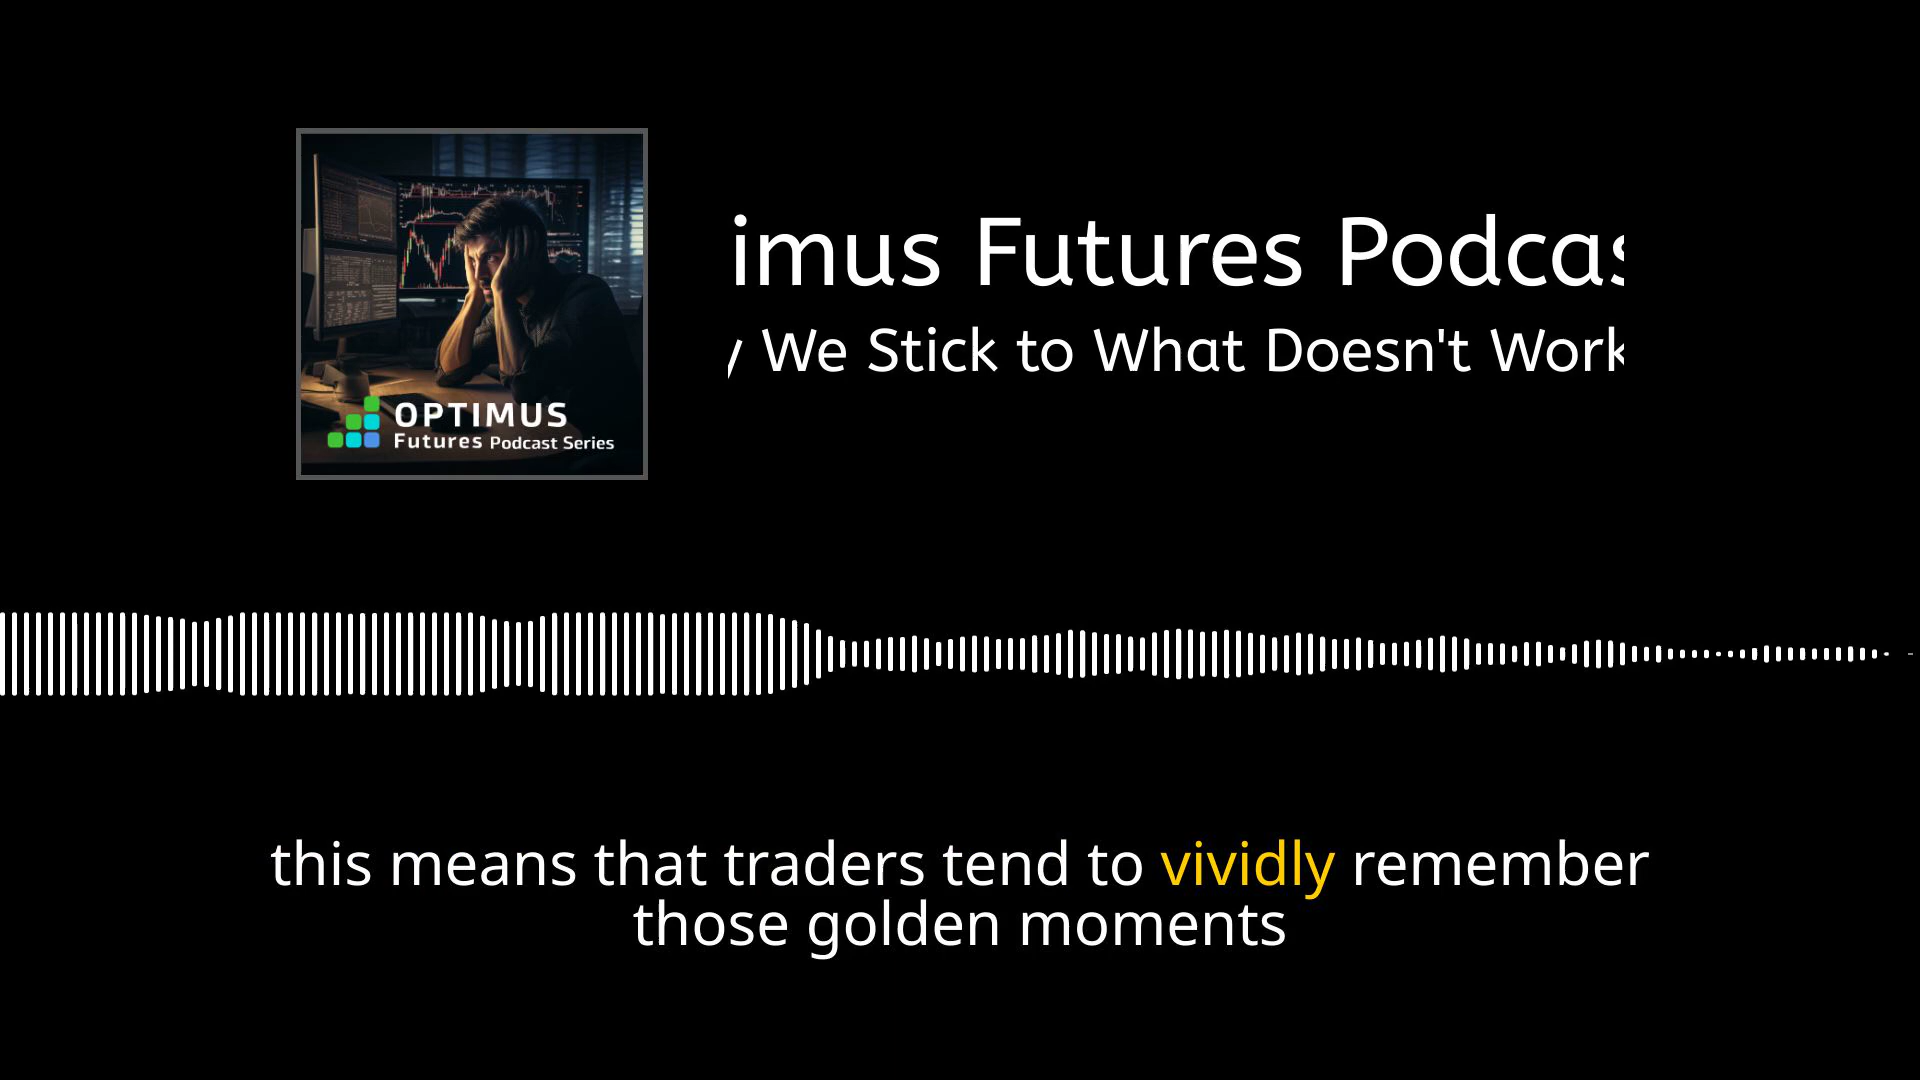 imus Futures Podcas
y We Stick to What Doesn't Work
OPTIMUS
Futures Podcast Series
this means that traders tend to vividly remember
those golden moments